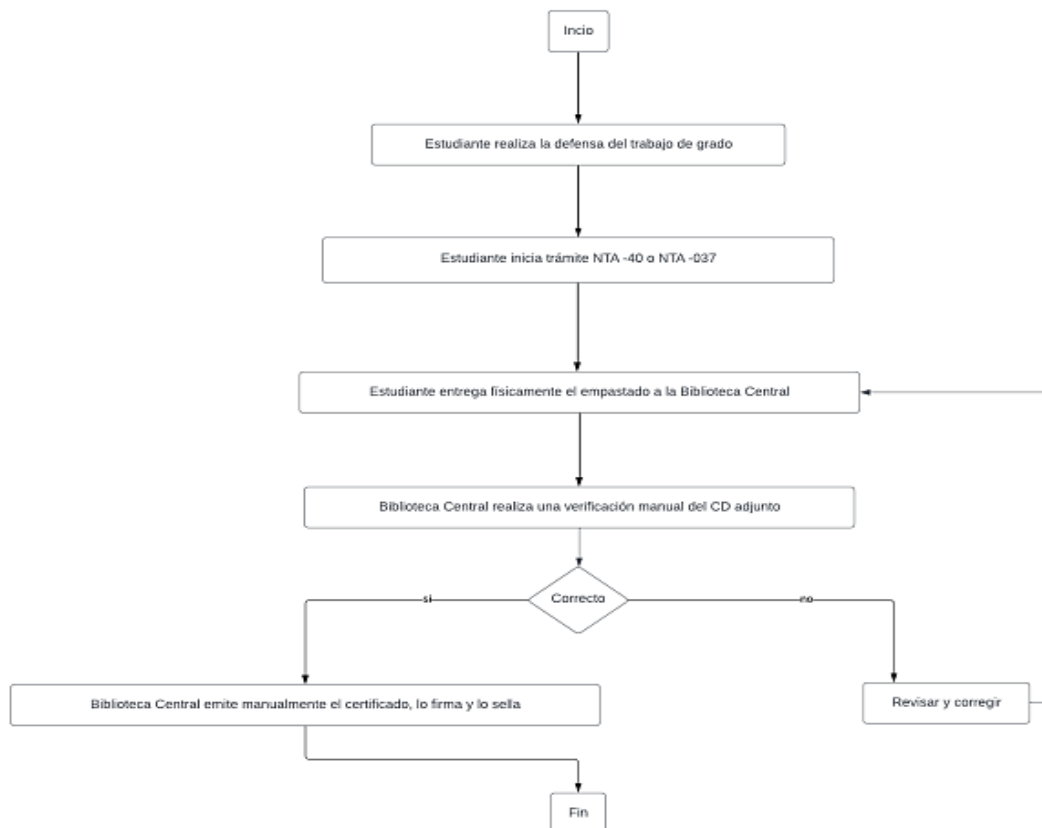 Incio
Estudiante realiza la defensa del trabajo de grado
Estudiante inicia trámite NTA -40 o NTA -037
Estudiante entrega físicamente el empastado a la Biblioteca Central
Biblioteca Central realiza una verificación manual del CD adjunto
Correcto
si
no
Biblioteca Central emite manualmente el certificado, lo firma y lo sella
Revisar y corregir
Fin